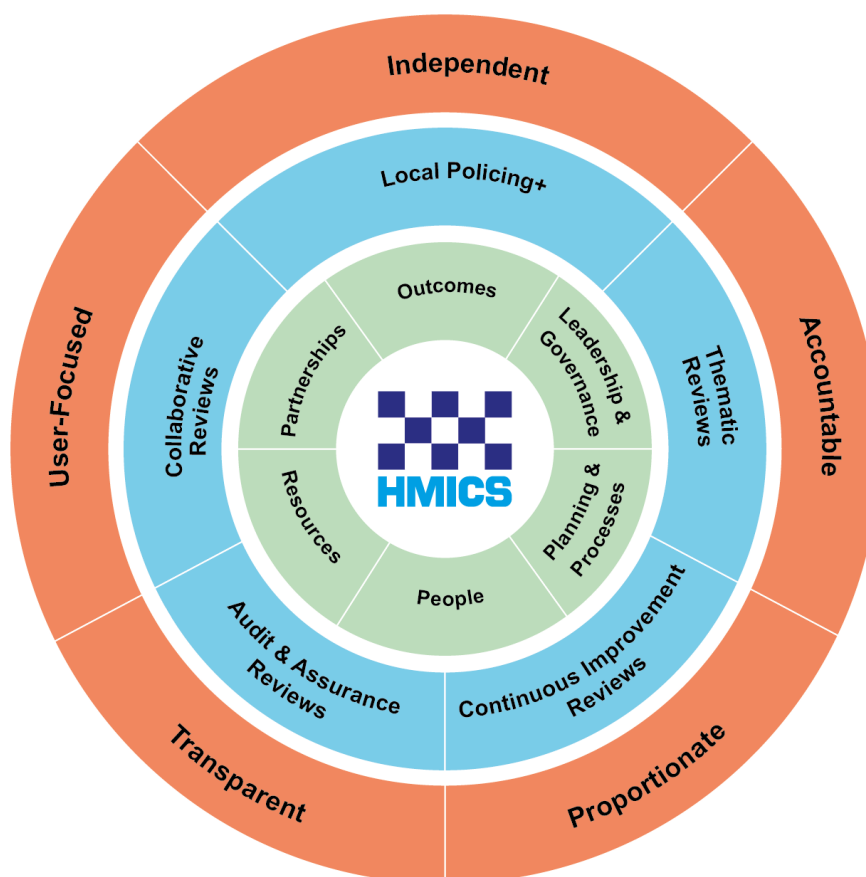 Independent
Accountable
Proportionate
Transparent
User-Focused
Local Policing+
Thematic
Reviews
Continuous Improvement
Reviews
Audit & Assurance
Reviews
Collaborative
Reviews
Outcomes
Leadership &
Governance
Planning &
Processes
People
Resources
Partnerships
HMICS